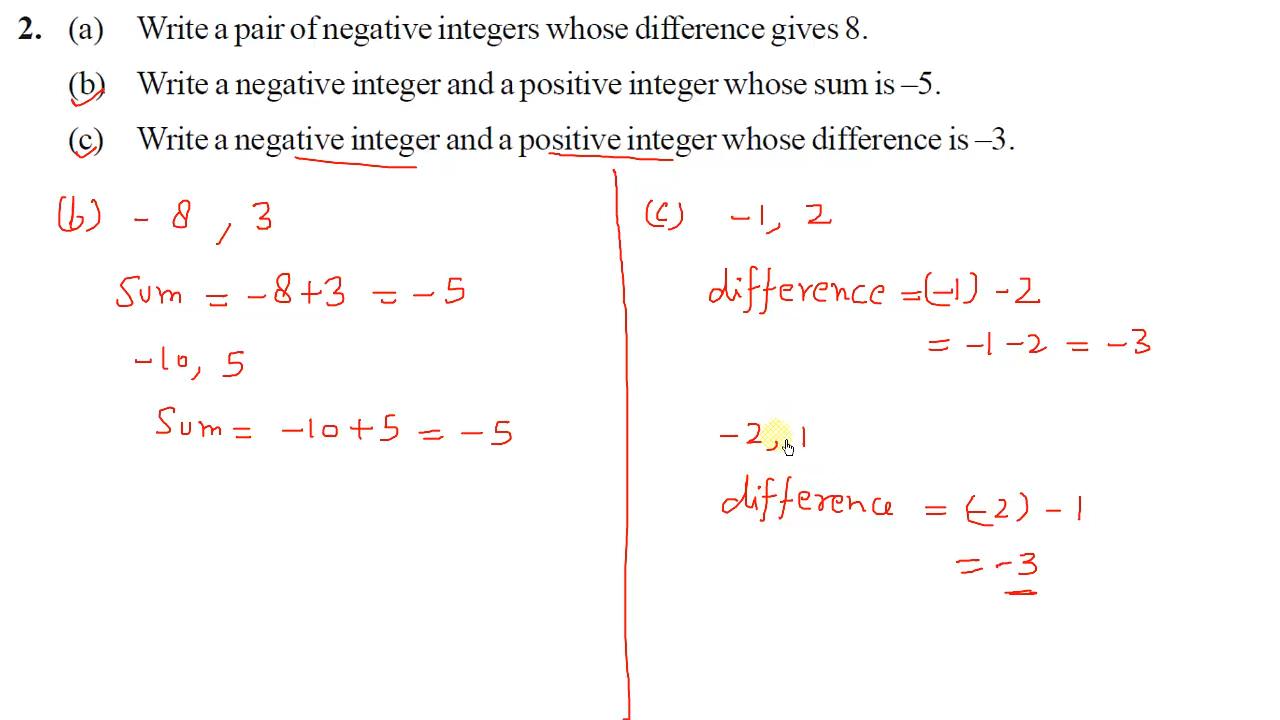 2. (a) Write a pair of negative integers whose difference gives 8.
(b) Write a negative integer and a positive integer whose sum is –5.
(c) Write a negative integer and a positive integer whose difference is –3.
(b) - 8 , 3
Sum = -8+3 = -5
-10, 5
Sum = -10+5 = -5
(c) -1, 2
difference = (-1) -2
= -1 -2 = -3
-2, 1
difference = (-2) - 1
= -3